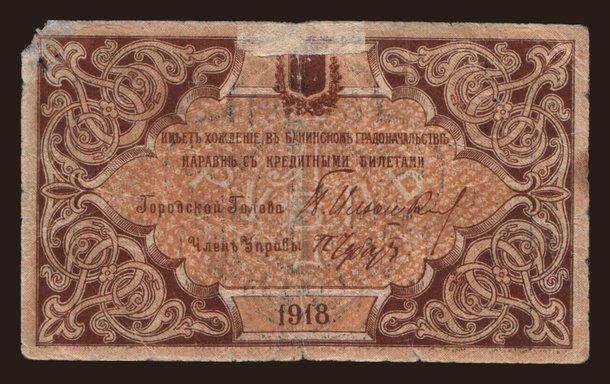 ИМѢЕТЪ ХОЖДЕНІЕ ВЪ БАКИНСКОМЪ ГРАДОНАЧАЛЬСТВѢ
НАРАВНѢ СЪ КРЕДИТНЫМИ БИЛЕТАМИ
Городской Голова
Членъ Управы
1918.